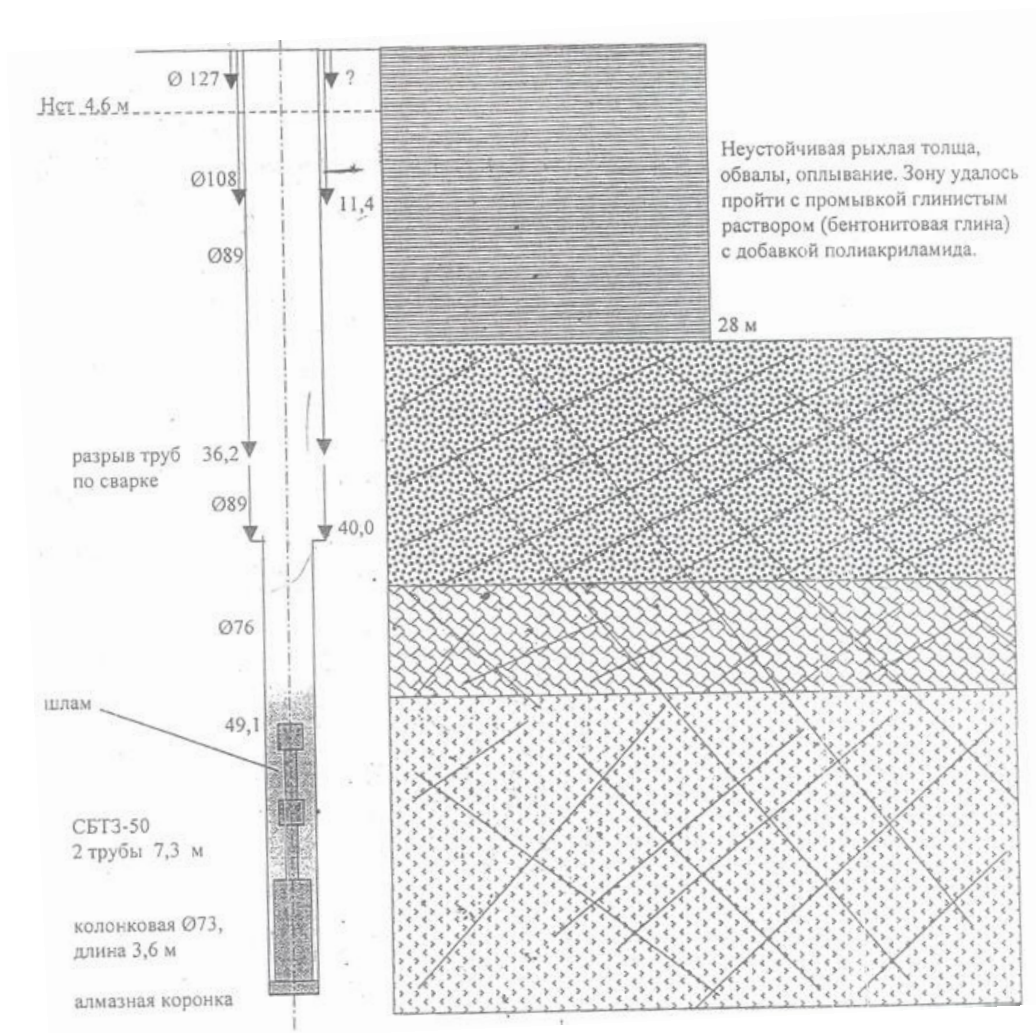 Ø 127
?
Нст 4.6 м
Ø108
11,4
Ø89
Неустойчивая рыхлая толща,
обвалы, оплывание. Зону удалось
пройти с промывкой глинистым
раствором (бентонитовая глина)
с добавкой полиакриламида.
28 м
разрыв труб 36,2
по сварке
Ø89
40,0
Ø76
шлам
49,1
СБТЗ-50
2 трубы 7,3 м
колонковая Ø73,
длина 3,6 м
алмазная коронка